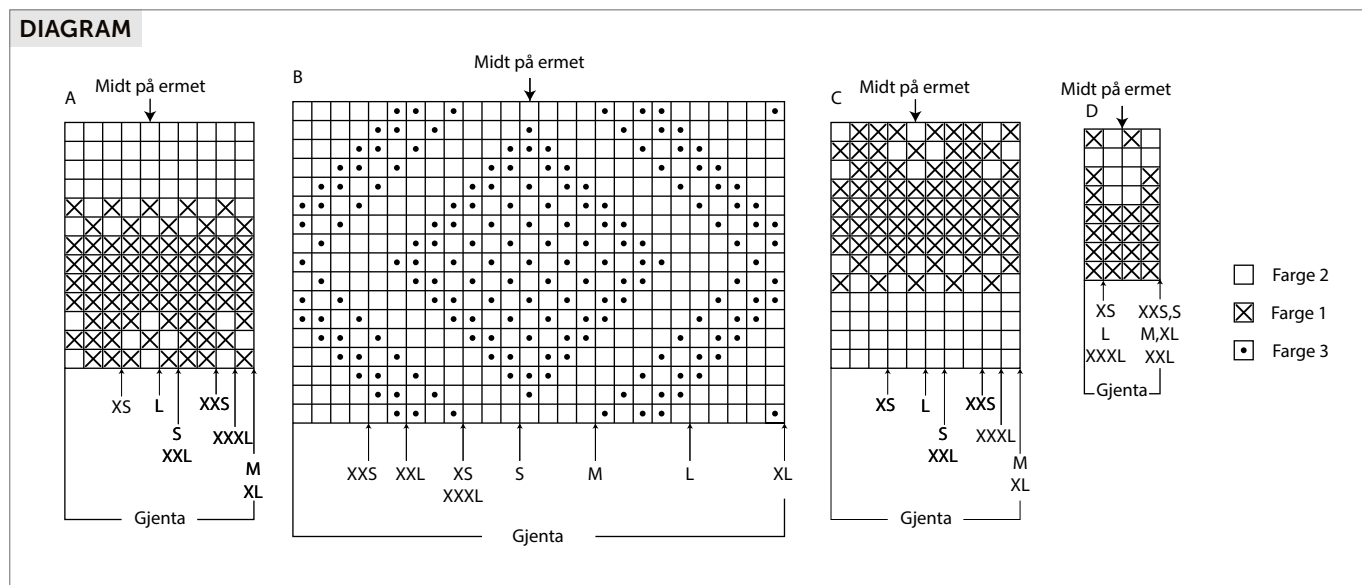 DIAGRAM
A
Midt på ermet
XS
L
S
XXL
XXS
XXXL
M
XL
Gjenta
B
Midt på ermet
XXS
XXL
XS
XXXL
S
M
L
XL
Gjenta
C
Midt på ermet
XS
L
S
XXL
XXS
XXXL
M
XL
Gjenta
Midt på ermet
D
XS
L
XXXL
XXS,S
M,XL
XXL
Gjenta
Farge 2
Farge 1
Farge 3